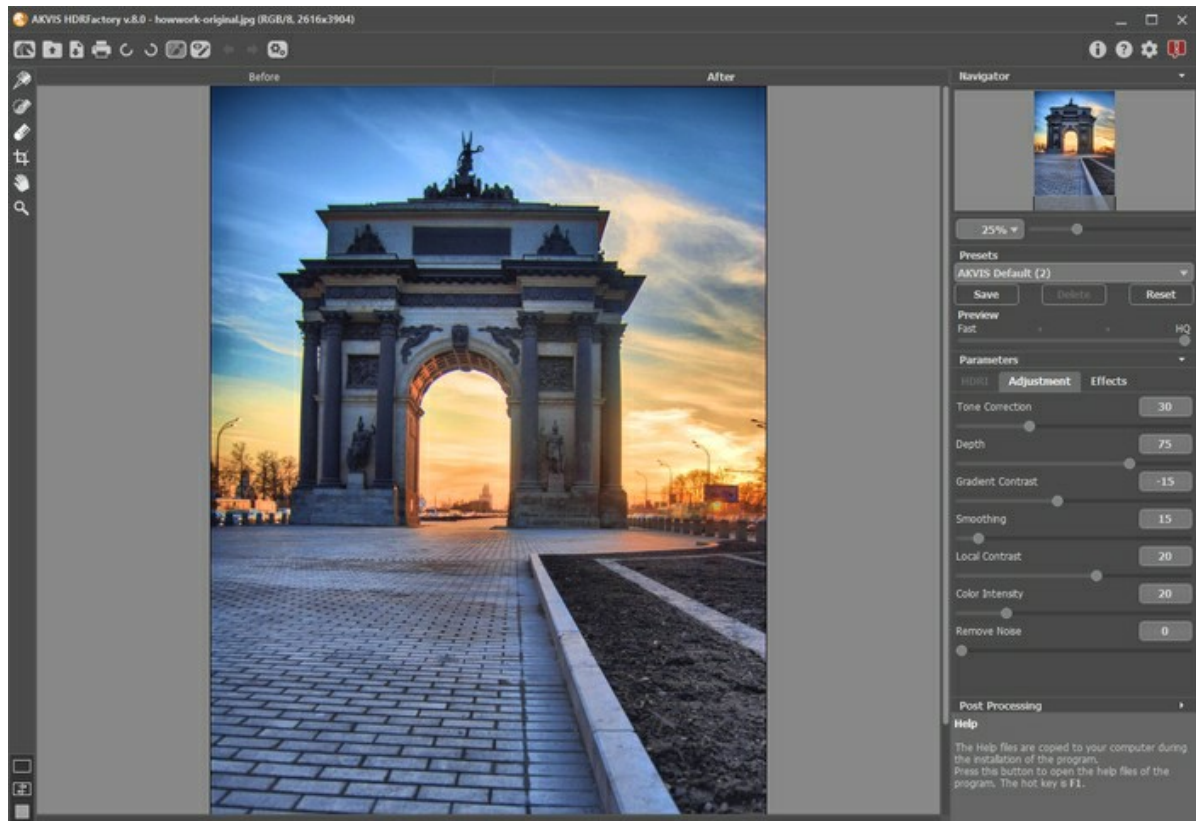 AKVIS HDRFactory v.8.0 - howwork-original.jpg (RGB/8, 2616x3904)
Before
After
Navigator
25%
Presets
AKVIS Default (2)
Save
Delete
Reset
Preview
Fast
HQ
Parameters
HDRI
Adjustment
Effects
Tone Correction
30
Depth
75
Gradient Contrast
-15
Smoothing
15
Local Contrast
20
Color Intensity
20
Remove Noise
0
Post Processing
Help
The Help files are copied to your computer during
the installation of the program.
Press this button to open the help files of the
program. The hot key is F1.